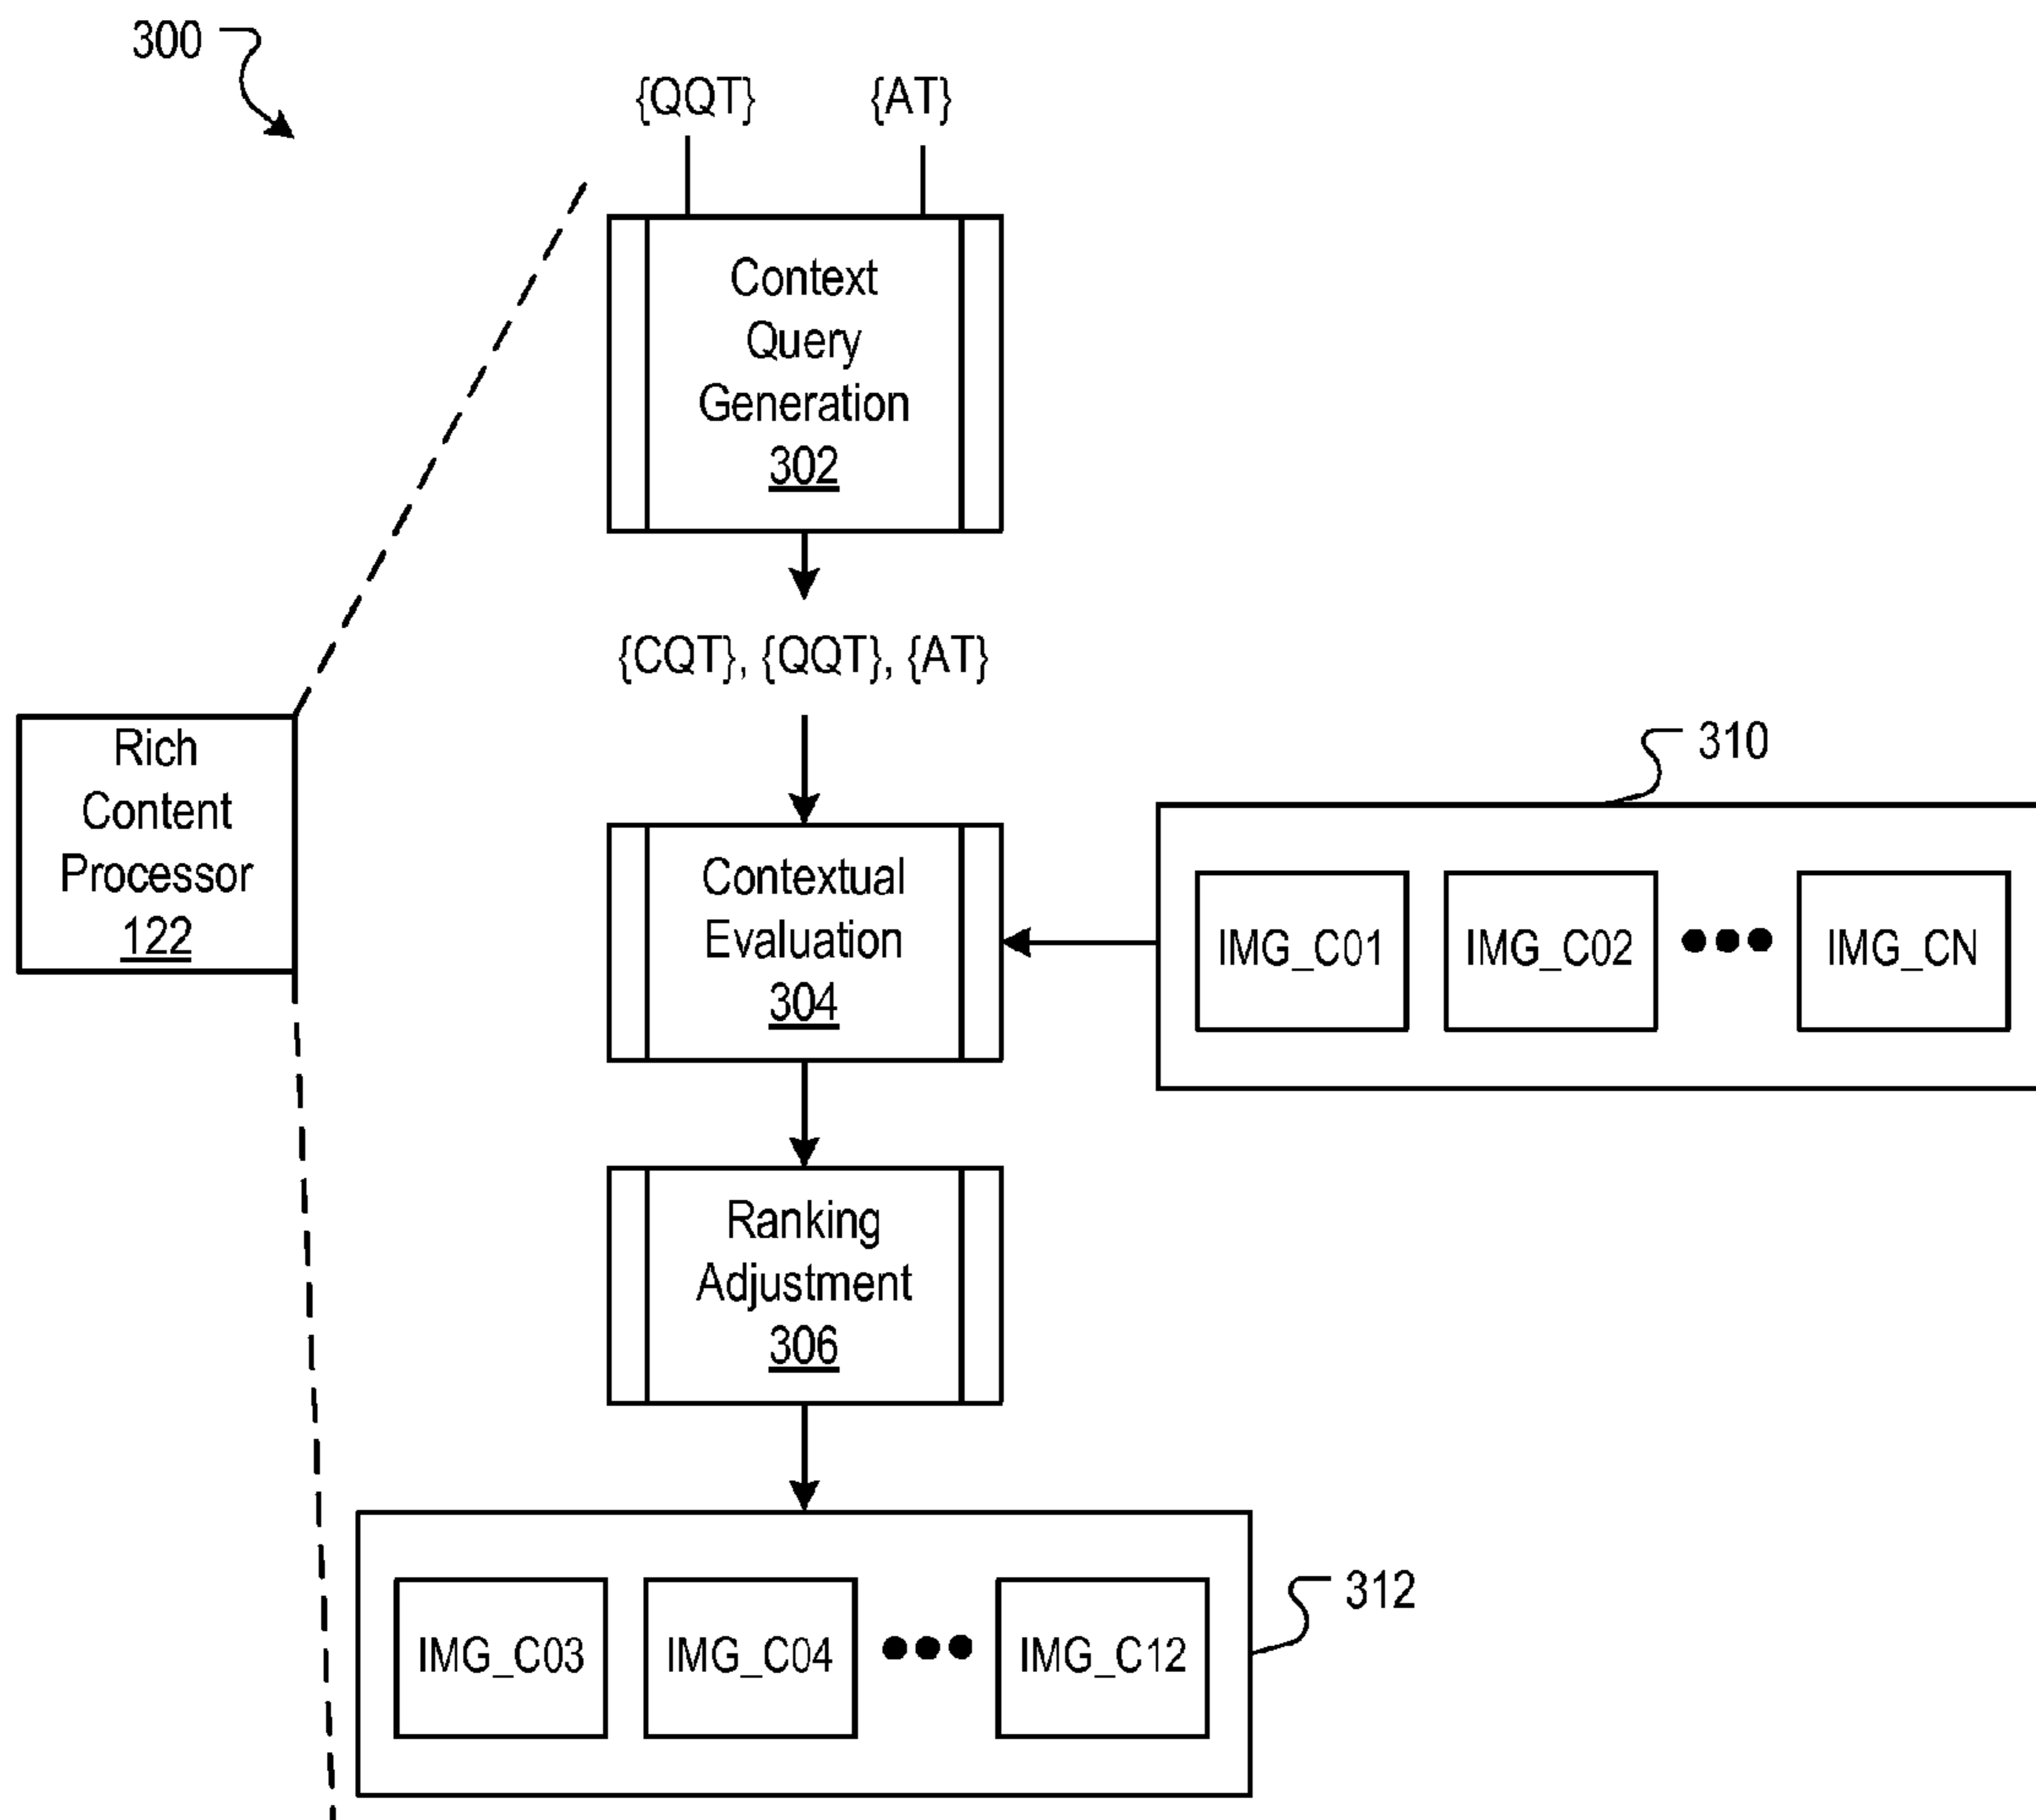 300
{QQT} {AT}
Context
Query
Generation
302
{CQT}, {QQT}, {AT}
Rich
Content
Processor
122
310
Contextual
Evaluation
304
IMG_C01 IMG_C02 ●●● IMG_CN
Ranking
Adjustment
306
312
IMG_C03 IMG_C04 ●●● IMG_C12